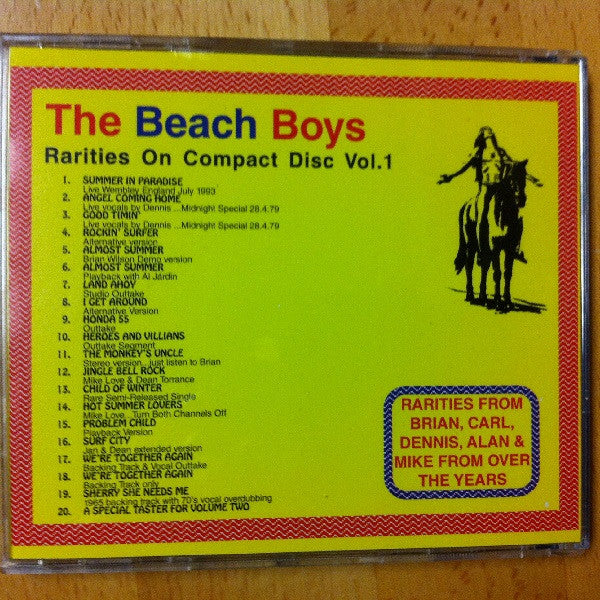 The Beach Boys
Rarities On Compact Disc Vol.1
1. SUMMER IN PARADISE
Live Wembley England July 1993
2. ANGEL COMING HOME
Live vocals by Dennis ...Midnight Special 28.4.79
3. GOOD TIMIN'
Live vocals by Dennis ...Midnight Special 28.4.79
4. ROCKIN' SURFER
Alternative version
5. ALMOST SUMMER
Brian Wilson Demo version
6. ALMOST SUMMER
Playback with Al Jardin
7. LAND AHOY
Studio Outtake
8. I GET AROUND
Alternative Version
9. HONDA 55
Outtake
10. HEROES AND VILLIANS
Outtake Segment
11. THE MONKEY'S UNCLE
Stereo version...just listen to Brian
12. JINGLE BELL ROCK
Mike Love & Dean Torrance
13. CHILD OF WINTER
Rare Semi-Released Single
14. HOT SUMMER LOVERS
Mike Love...Turn Both Channels Off
15. PROBLEM CHILD
Playback Version
16. SURF CITY
Jan & Dean extended version
17. WE'RE TOGETHER AGAIN
Backing Track & Vocal Outtake
18. WE'RE TOGETHER AGAIN
Backing Track only
19. SHERRY SHE NEEDS ME
1965 backing track with 70's vocal overdubbing
20. A SPECIAL TASTER FOR VOLUME TWO
RARITIES FROM
BRIAN, CARL,
DENNIS, ALAN &
MIKE FROM OVER
THE YEARS